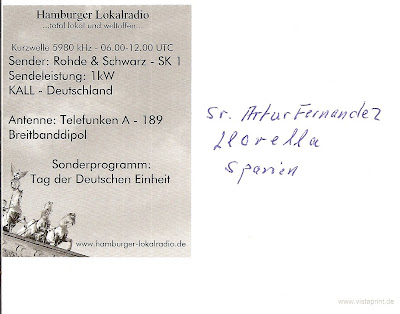 Hamburger Lokalradio
...total lokal und weltoffen...
Kurzwelle 5980 kHz - 06.00-12.00 UTC
Sender: Rohde & Schwarz - SK 1
Sendeleistung: 1kW
KALL - Deutschland
Antenne: Telefunken A - 189
Breitbanddipol
Sonderprogramm:
Tag der Deutschen Einheit
www.hamburger-lokalradio.de
Sr. Artur Fernandez
Llorella
Spanien
www.vistaprint.de